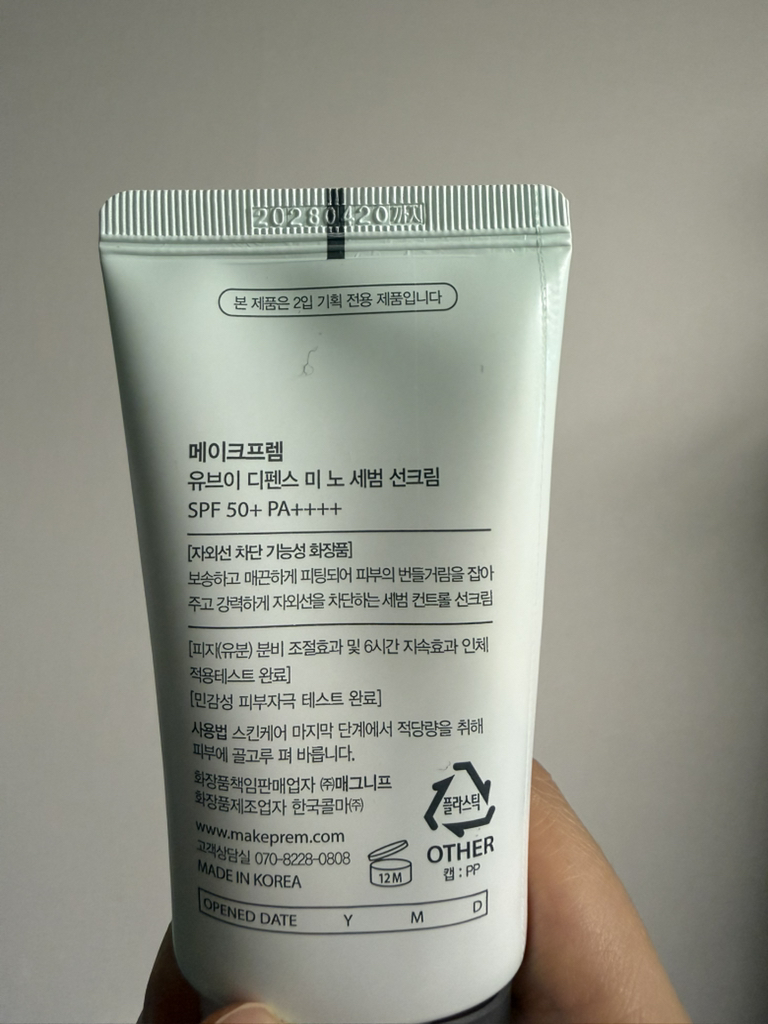 20280420까지
본 제품은 2입 기획 전용 제품입니다
메이크프렘
유브이 디펜스 미 노 세범 선크림
SPF 50+ PA++++
[자외선 차단 기능성 화장품]
보송하고 매끈하게 피팅되어 피부의 번들거림을 잡아
주고 강력하게 자외선을 차단하는 세범 컨트롤 선크림
[피지(유분) 분비 조절효과 및 6시간 지속효과 인체
적용테스트 완료]
[민감성 피부자극 테스트 완료]
사용법 스킨케어 마지막 단계에서 적당량을 취해
피부에 골고루 펴 바릅니다.
화장품책임판매업자 ㈜매그니프
화장품제조업자 한국콜마㈜
www.makeprem.com
고객상담실 070-8228-0808
MADE IN KOREA
12M
플라스틱
OTHER
캡 : PP
OPENED DATE Y M D